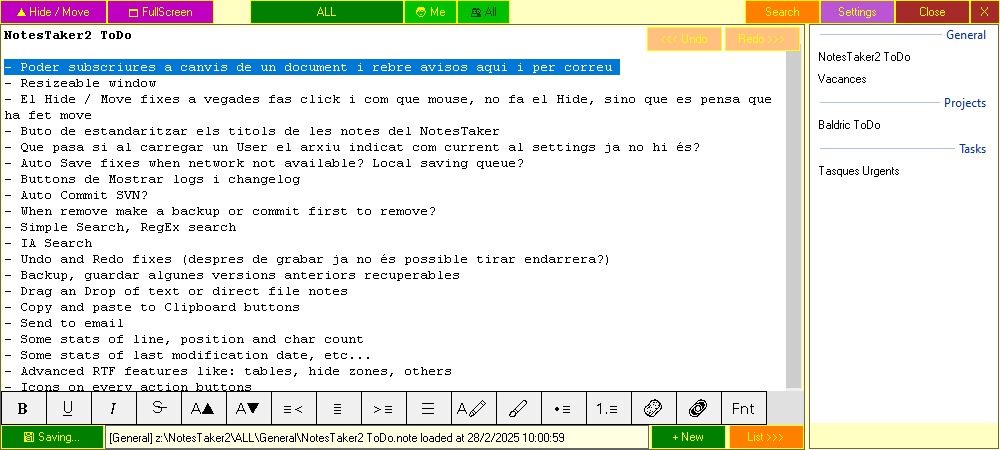 Hide / Move
FullScreen
ALL
Me
All
Search
Settings
Close
X
NotesTaker2 ToDo
<<< Undo
Redo >>>
- Poder subscriures a canvis de un document i rebre avisos aqui i per correu
- Resizeable window
- El Hide / Move fixes a vegades fas click i com que mouse, no fa el Hide, sino que es pensa que
ha fet move
- Buto de estandaritzar els titols de les notes del NotesTaker
- Que pasa si al carregar un User el arxiu indicat com current al settings ja no hi és?
- Auto Save fixes when network not available? Local saving queue?
- Buttons de Mostrar logs i changelog
- Auto Commit SVN?
- When remove make a backup or commit first to remove?
- Simple Search, RegEx search
- IA Search
- Undo and Redo fixes (despres de grabar ja no és possible tirar endarrera?)
- Backup, guardar algunes versions anteriors recuperables
- Drag an Drop of text or direct file notes
- Copy and paste to Clipboard buttons
- Send to email
- Some stats of line, position and char count
- Some stats of last modification date, etc...
- Advanced RTF features like: tables, hide zones, others
- Icons on every action buttons
B
U
I
S
A▲
A▼
≡<
≡
>≡
☰
A
•≡
1.≡
Fnt
Saving...
[General] z:\NotesTaker2\ALL\General\NotesTaker2 ToDo.note loaded at 28/2/2025 10:00:59
+ New
List >>>
General
NotesTaker2 ToDo
Vacances
Projects
Baldric ToDo
Tasks
Tasques Urgents